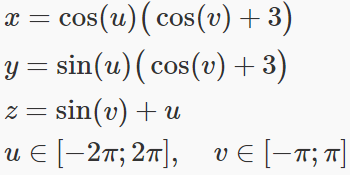 x = cos(u)(cos(v) + 3)
y = sin(u)(cos(v) + 3)
z = sin(v) + u
u ∈ [−2π; 2π], v ∈ [−π; π]